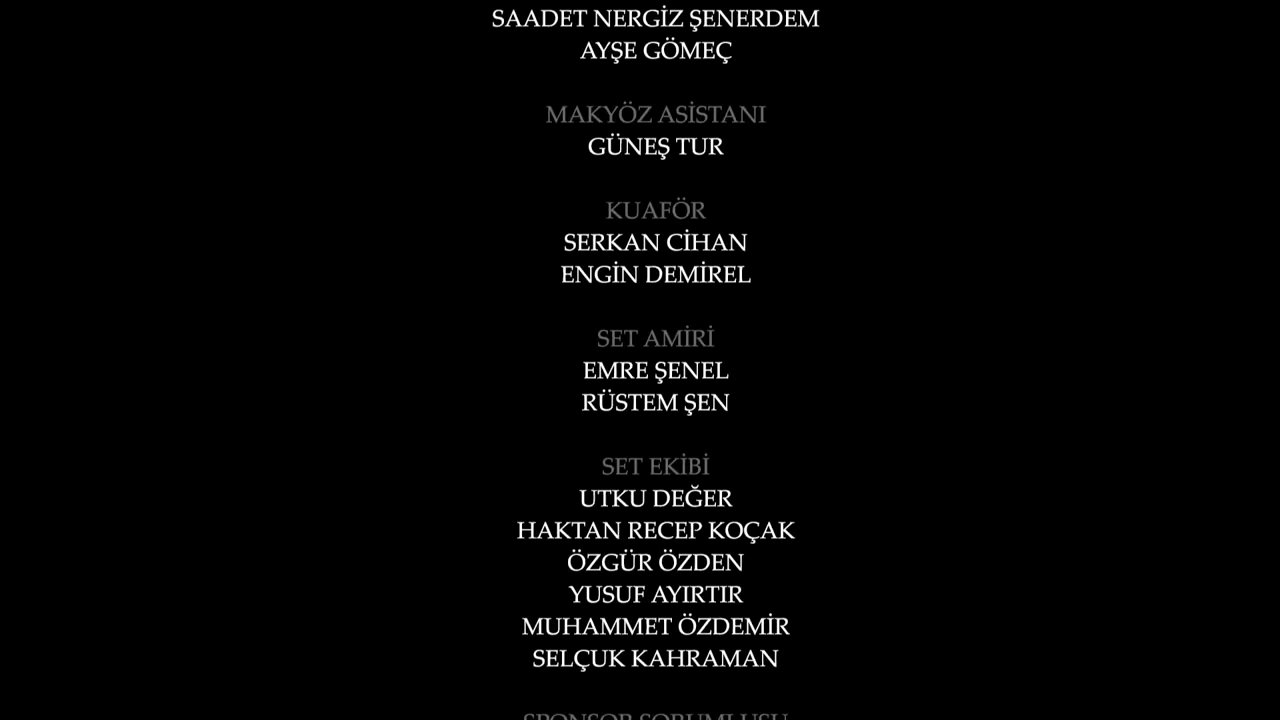 SAADET NERGİZ ŞENERDEM
AYŞE GÖMEÇ
MAKYÖZ ASİSTANI
GÜNEŞ TUR
KUAFÖR
SERKAN CİHAN
ENGİN DEMİREL
SET AMİRİ
EMRE ŞENEL
RÜSTEM ŞEN
SET EKİBİ
UTKU DEĞER
HAKTAN RECEP KOÇAK
ÖZGÜR ÖZDEN
YUSUF AYIRTIR
MUHAMMET ÖZDEMİR
SELÇUK KAHRAMAN
SPONSOR SORUMLUSU